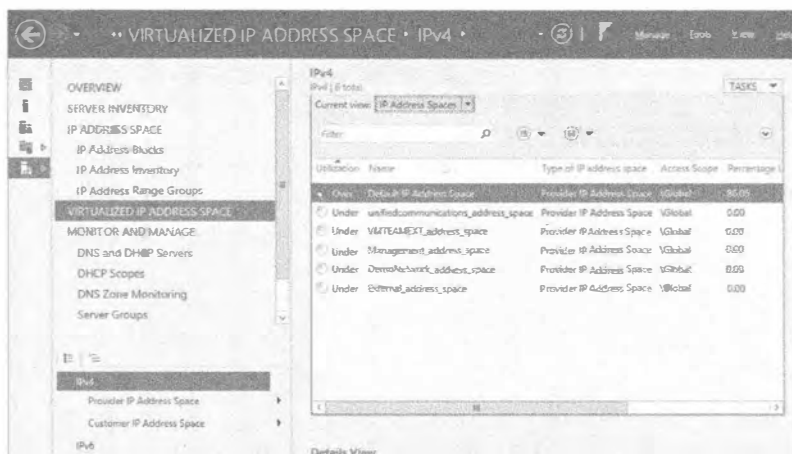 VIRTUALIZED IP ADDRESS SPACE • IPv4 •
Manage Tools View
OVERVIEW
SERVER INVENTORY
IP ADDRESS SPACE
IP Address Blocks
IP Address Inventory
IP Address Range Groups
VIRTUALIZED IP ADDRESS SPACE
MONITOR AND MANAGE
DNS and DHCP Servers
DHCP Scopes
DNS Zone Monitoring
Server Groups
IPv4
Provider IP Address Space
Customer IP Address Space
IPv6
IPv4
IPv4 | 6 total
TASKS
Current view: IP Address Spaces
Filter
Utilization Name Type of IP address space Access Scope Percentage U
Over Default IP Address Space Provider IP Address Space \Global
Under unifiedcommunications_address_space Provider IP Address Space \Global 0.00
Under VMTEAMEXT_address_space Provider IP Address Space \Global 0.00
Under Management_address_space Provider IP Address Space \Global 0.00
Under DemoNetwork_address_space Provider IP Address Space \Global 0.00
Under External_address_space Provider IP Address Space \Global 0.00
Details View